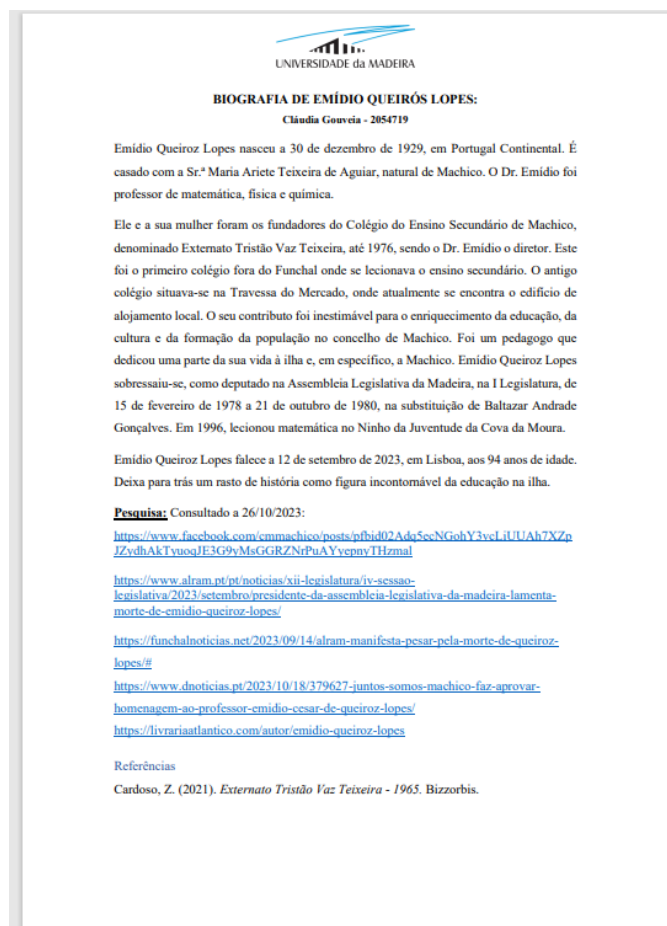 UNIVERSIDADE da MADEIRA
BIOGRAFIA DE EMÍDIO QUEIRÓS LOPES:
Cláudia Gouveia - 2054719
Emídio Queiroz Lopes nasceu a 30 de dezembro de 1929, em Portugal Continental. É
casado com a Sr.ª Maria Ariete Teixeira de Aguiar, natural de Machico. O Dr. Emídio foi
professor de matemática, física e química.
Ele e a sua mulher foram os fundadores do Colégio do Ensino Secundário de Machico,
denominado Externato Tristão Vaz Teixeira, até 1976, sendo o Dr. Emídio o diretor. Este
foi o primeiro colégio fora do Funchal onde se lecionava o ensino secundário. O antigo
colégio situava-se na Travessa do Mercado, onde atualmente se encontra o edifício de
alojamento local. O seu contributo foi inestimável para o enriquecimento da educação, da
cultura e da formação da população no concelho de Machico. Foi um pedagogo que
dedicou uma parte da sua vida à ilha e, em específico, a Machico. Emídio Queiroz Lopes
sobressaiu-se, como deputado na Assembleia Legislativa da Madeira, na I Legislatura, de
15 de fevereiro de 1978 a 21 de outubro de 1980, na substituição de Baltazar Andrade
Gonçalves. Em 1996, lecionou matemática no Ninho da Juventude da Cova da Moura.
Emídio Queiroz Lopes falece a 12 de setembro de 2023, em Lisboa, aos 94 anos de idade.
Deixa para trás um rasto de história como figura incontornável da educação na ilha.
Pesquisa: Consultado a 26/10/2023:
https://www.facebook.com/cmmachico/posts/pfbid02Adq5ecNGohY3vcLiUUAh7XZp
JZydhAkTyuoqJE3G9yMsGGRZNrPuAYyepnyTHzmal
https://www.alram.pt/pt/noticias/xii-legislatura/iv-sessao-
legislativa/2023/setembro/presidente-da-assembleia-legislativa-da-madeira-lamenta-
morte-de-emidio-queiroz-lopes/
https://funchalnoticias.net/2023/09/14/alram-manifesta-pesar-pela-morte-de-queiroz-
lopes/#
https://www.dnoticias.pt/2023/10/18/379627-juntos-somos-machico-faz-aprovar-
homenagem-ao-professor-emidio-cesar-de-queiroz-lopes/
https://livrariaatlantico.com/autor/emidio-queiroz-lopes
Referências
Cardoso, Z. (2021). Externato Tristão Vaz Teixeira - 1965. Bizzorbis.